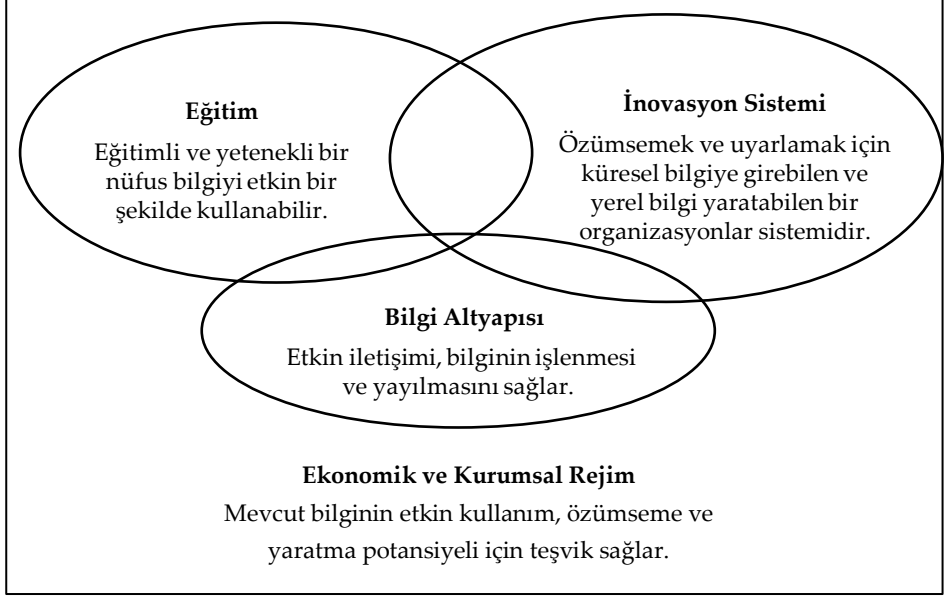 Eğitim
Eğitimli ve yetenekli bir
nüfus bilgiyi etkin bir
şekilde kullanabilir.
İnovasyon Sistemi
Özümsemek ve uyarlamak için
küresel bilgiye girebilen ve
yerel bilgi yaratabilen bir
organizasyonlar sistemidir.
Bilgi Altyapısı
Etkin iletişimi, bilginin işlenmesi
ve yayılmasını sağlar.
Ekonomik ve Kurumsal Rejim
Mevcut bilginin etkin kullanım, özümseme ve
yaratma potansiyeli için teşvik sağlar.